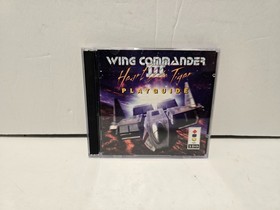 WING COMMANDER
III
Heart of the Tiger
PLAYGUIDE